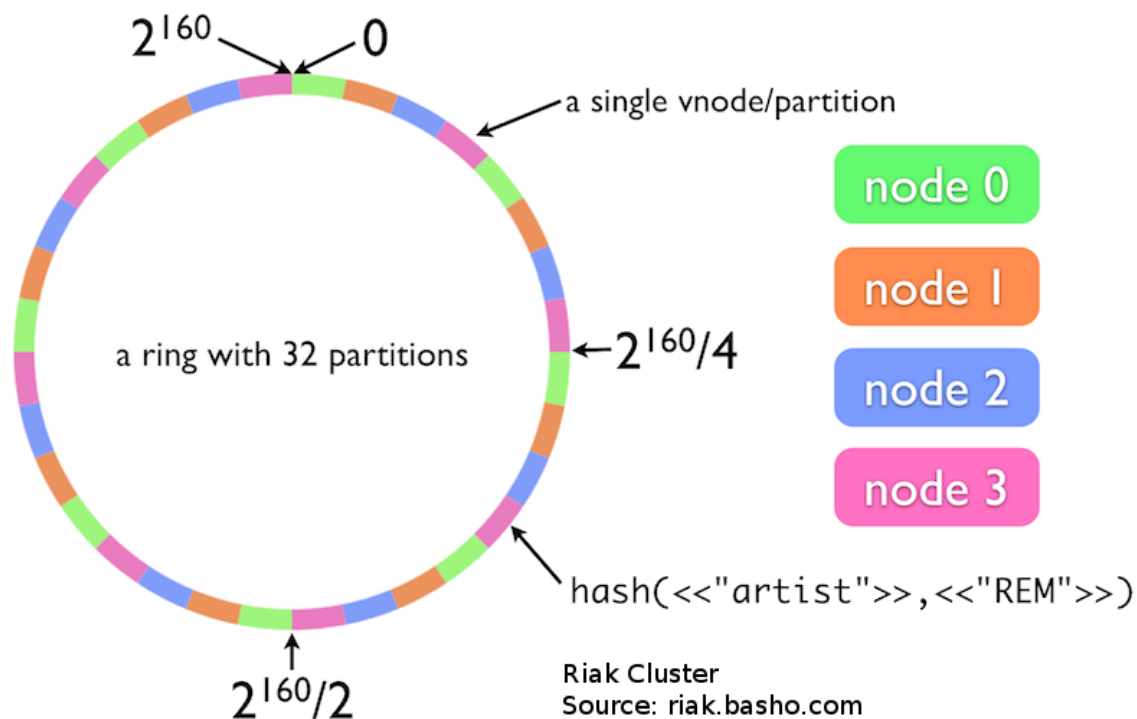 2¹⁶⁰
0
a single vnode/partition
node 0
node 1
node 2
node 3
a ring with 32 partitions
2¹⁶⁰/4
hash(<<"artist">>,<<"REM">>)
2¹⁶⁰/2
Riak Cluster
Source: riak.basho.com